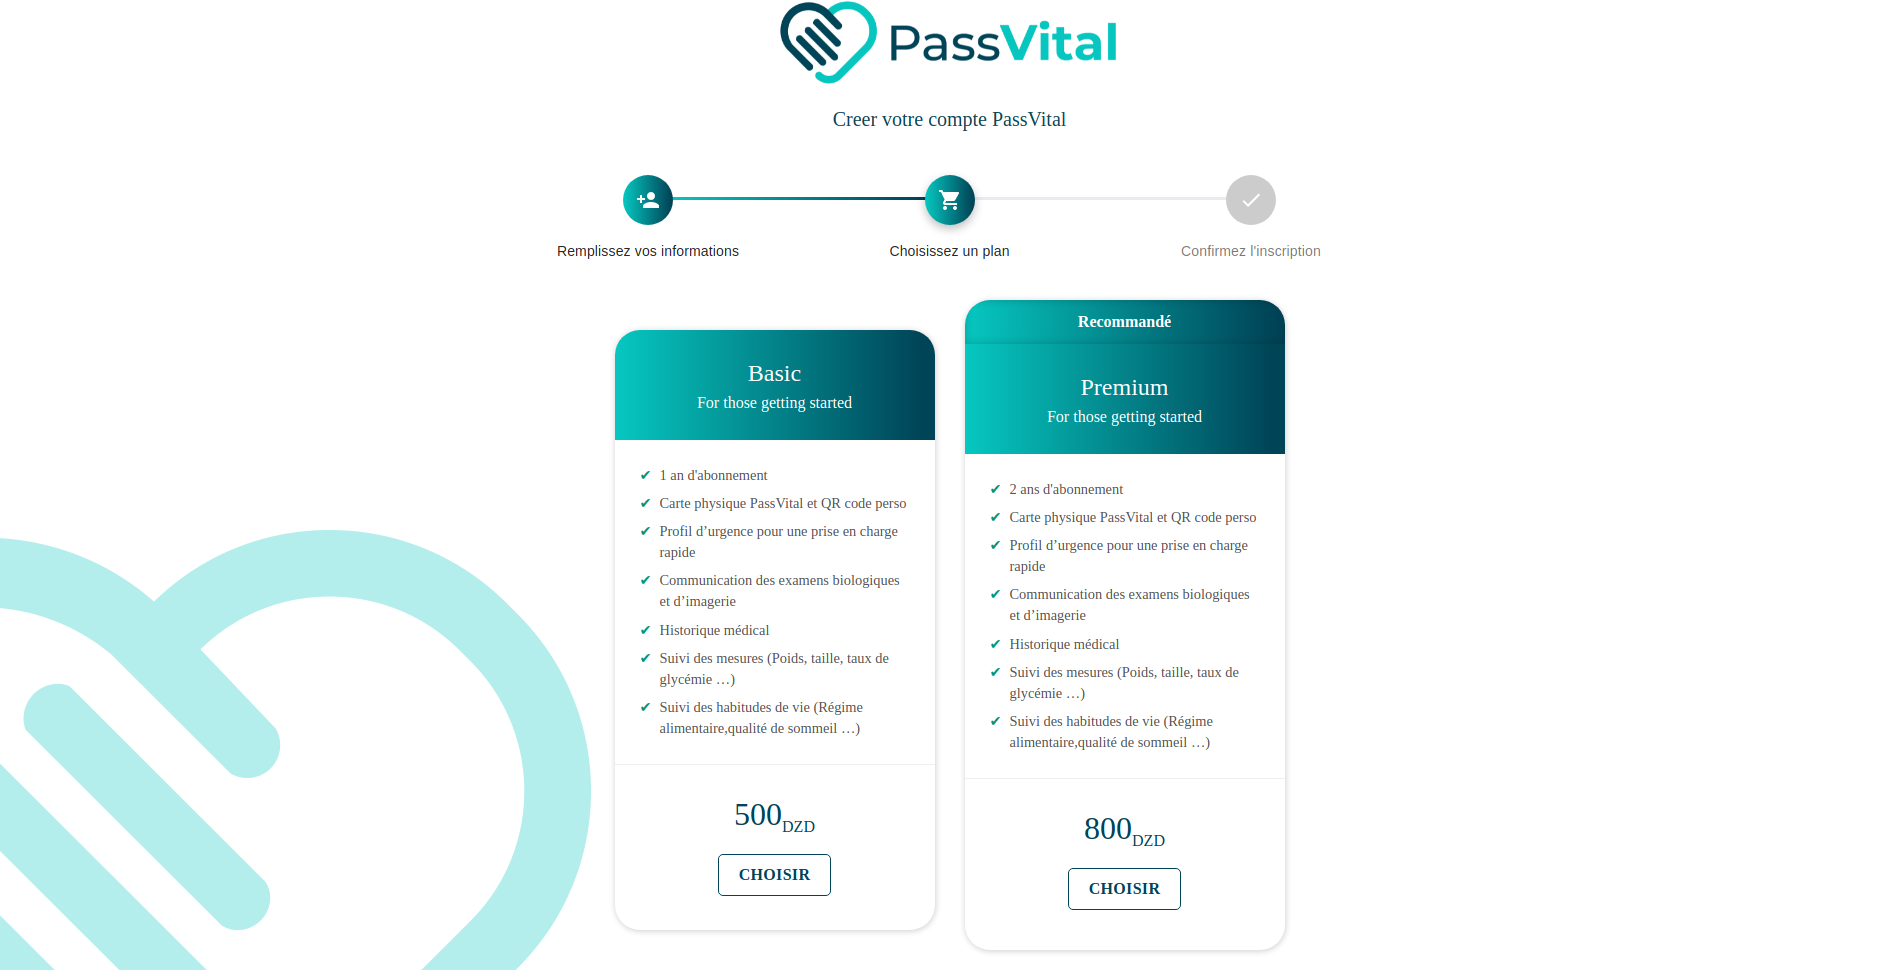 PassVital
Creer votre compte PassVital
Remplissez vos informations
Choisissez un plan
Confirmez l'inscription
Basic
For those getting started
✔ 1 an d'abonnement
✔ Carte physique PassVital et QR code perso
✔ Profil d’urgence pour une prise en charge
rapide
✔ Communication des examens biologiques
et d’imagerie
✔ Historique médical
✔ Suivi des mesures (Poids, taille, taux de
glycémie …)
✔ Suivi des habitudes de vie (Régime
alimentaire,qualité de sommeil …)
500DZD
CHOISIR
Recommandé
Premium
For those getting started
✔ 2 ans d'abonnement
✔ Carte physique PassVital et QR code perso
✔ Profil d’urgence pour une prise en charge
rapide
✔ Communication des examens biologiques
et d’imagerie
✔ Historique médical
✔ Suivi des mesures (Poids, taille, taux de
glycémie …)
✔ Suivi des habitudes de vie (Régime
alimentaire,qualité de sommeil …)
800DZD
CHOISIR